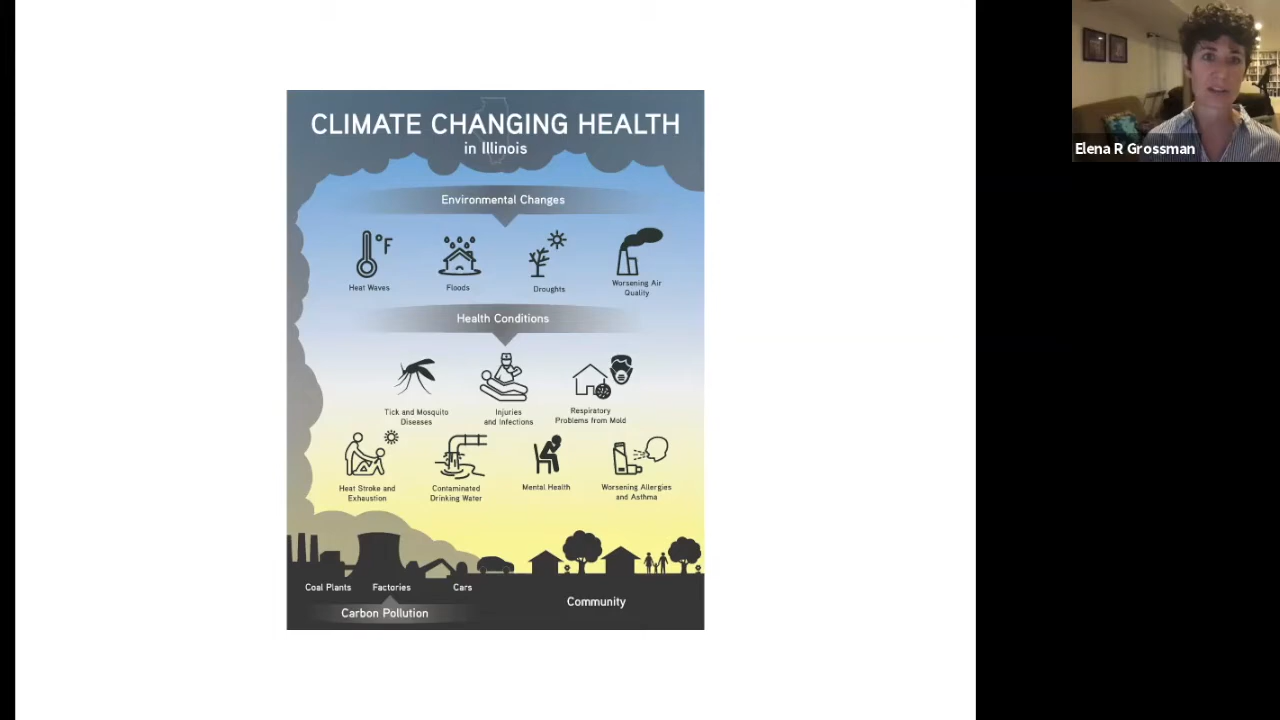 CLIMATE CHANGING HEALTH
in Illinois
Elena R Grossman
Environmental Changes
°F
Heat Waves
Floods
Droughts
Worsening Air
Quality
Health Conditions
Tick and Mosquito
Diseases
Injuries
and Infections
Respiratory
Problems from Mold
Heat Stroke and
Exhaustion
Contaminated
Drinking Water
Mental Health
Worsening Allergies
and Asthma
Coal Plants
Factories
Cars
Community
Carbon Pollution